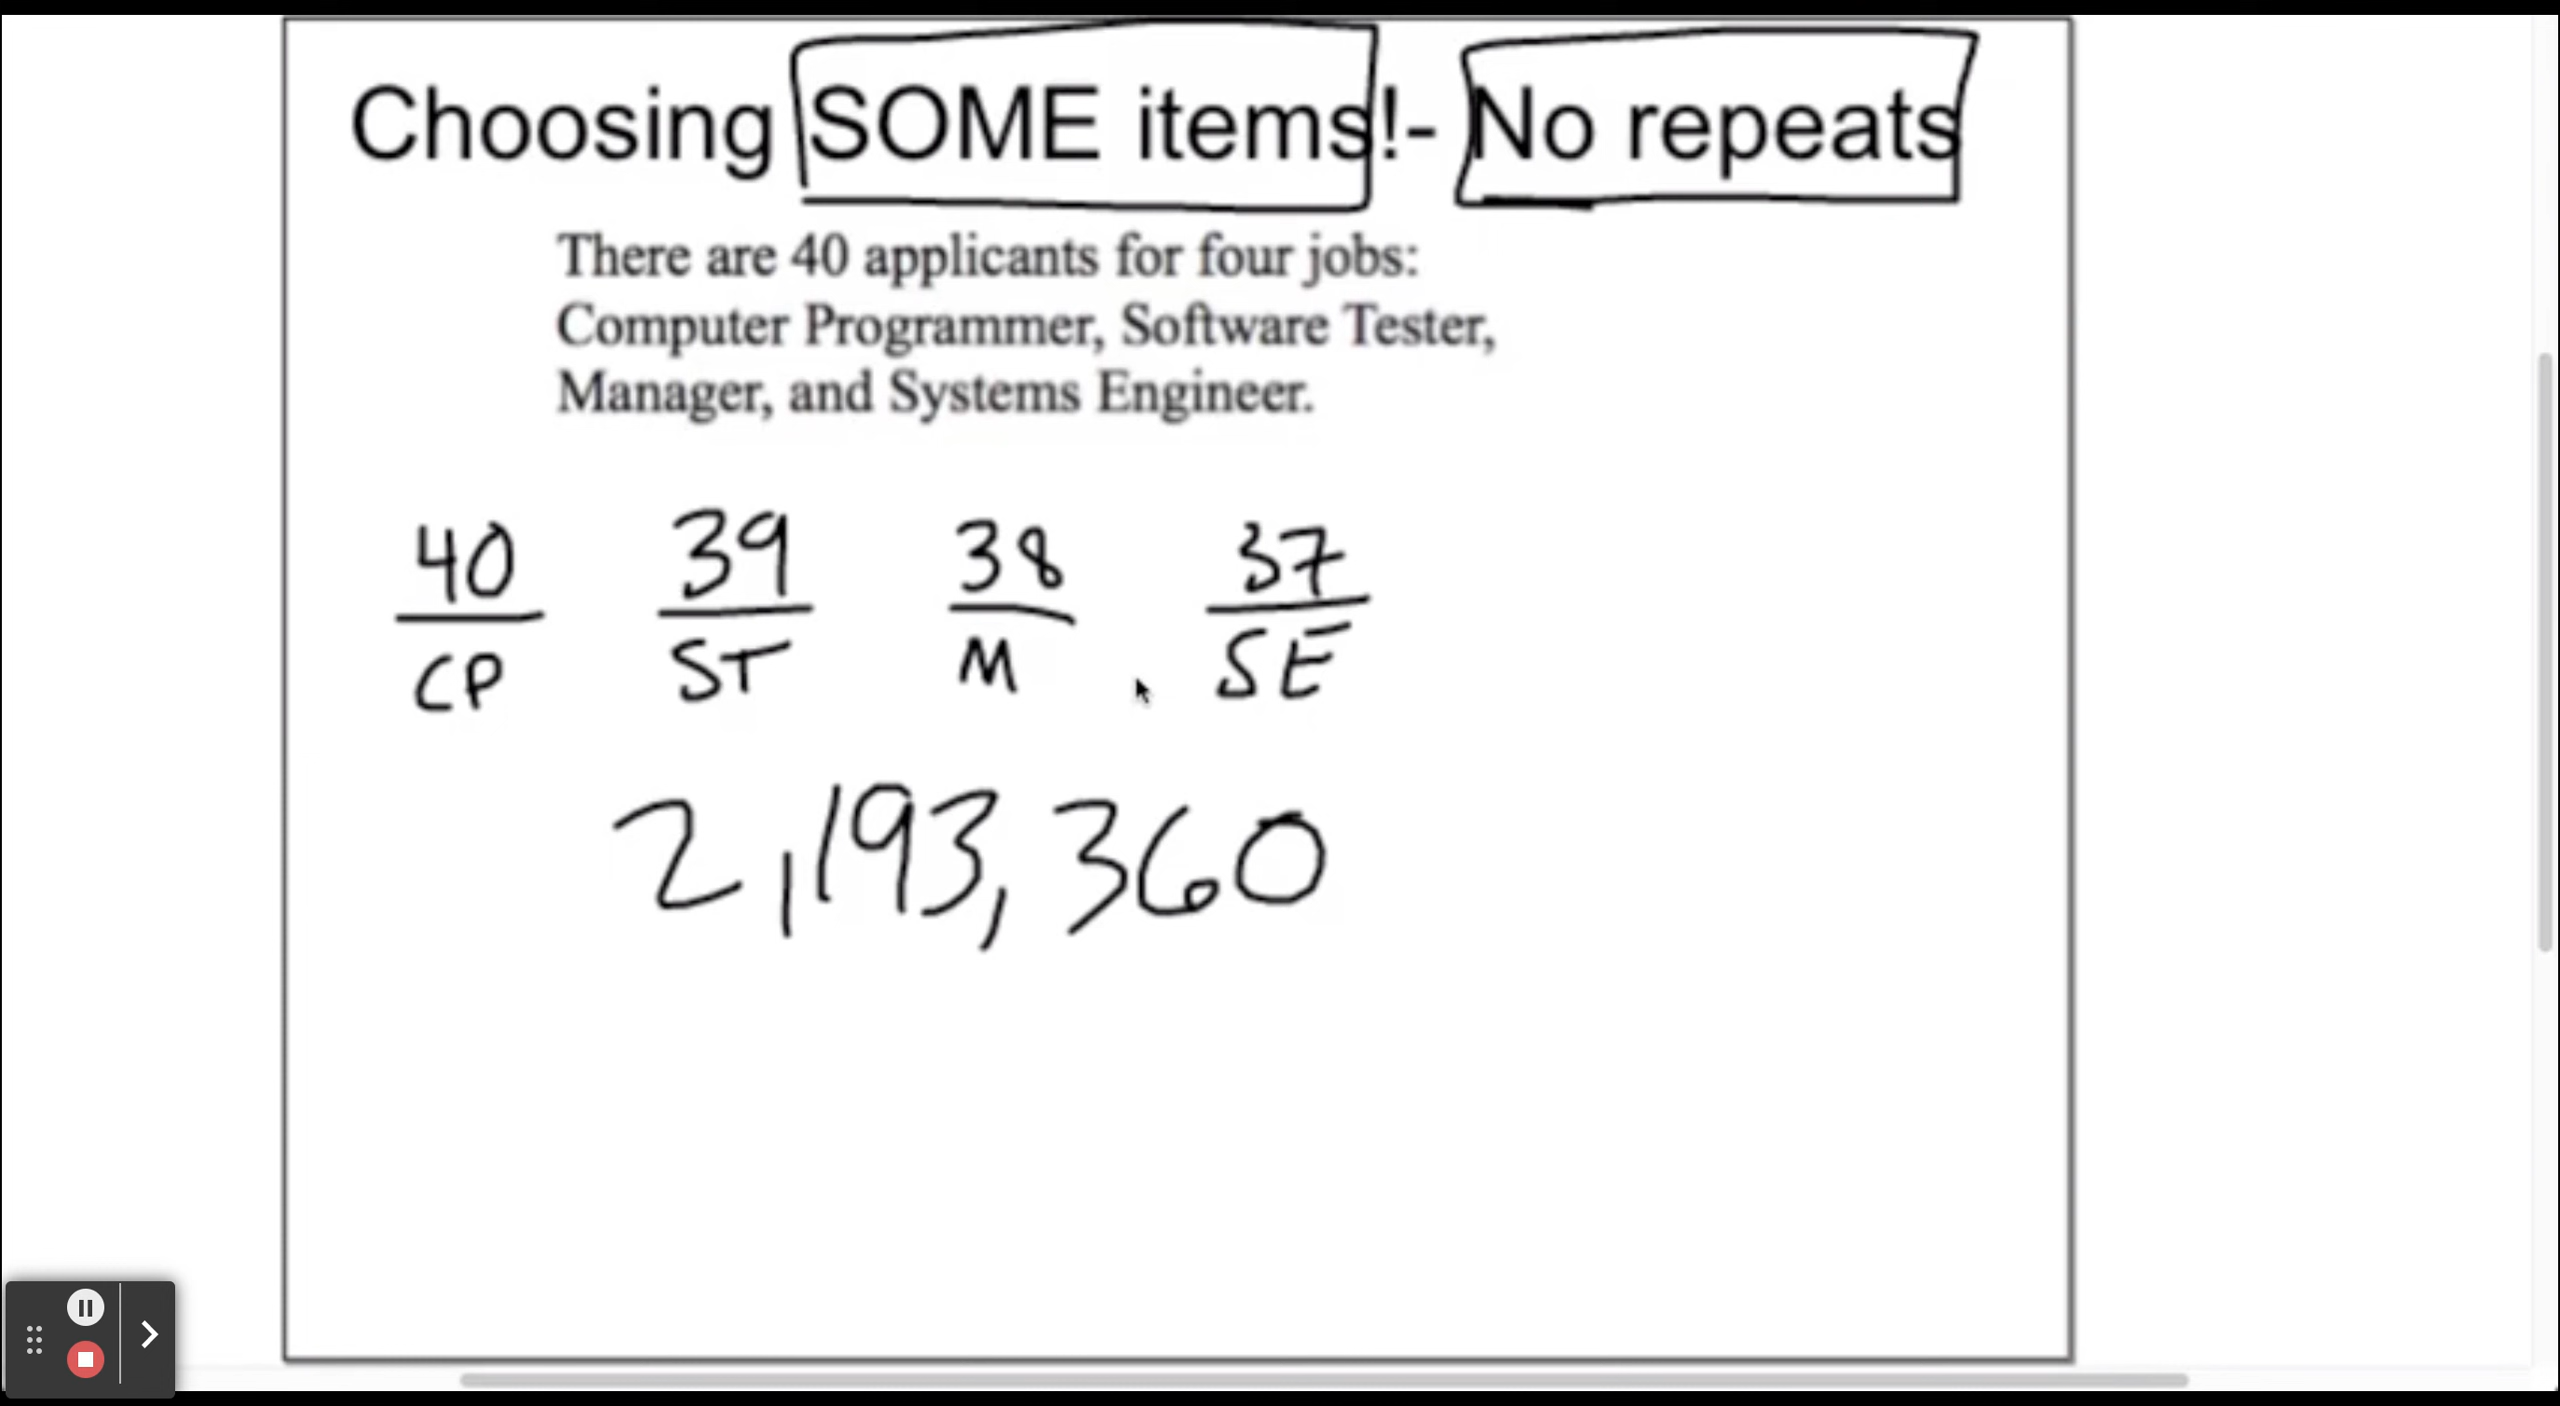 Choosing SOME items!- No repeats
There are 40 applicants for four jobs:
Computer Programmer, Software Tester,
Manager, and Systems Engineer.
40 39 38 37
CP ST M SE
2,193,360